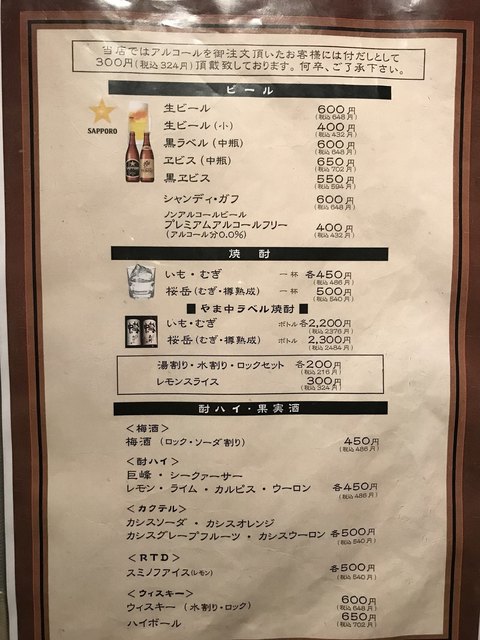 当店ではアルコールを御注文頂いたお客様には付だしとして
300円(税込324円)頂戴致しております。何卒、ご了承下さい。
ビール
SAPPORO
生ビール 600円(税込648円)
生ビール(小) 400円(税込432円)
黒ラベル(中瓶) 600円(税込648円)
ヱビス(中瓶) 650円(税込702円)
黒ヱビス 550円(税込594円)
シャンディ・ガフ 600円(税込648円)
ノンアルコールビール
プレミアムアルコールフリー 400円(税込432円)
(アルコール分0.0%)
焼酎
いも・むぎ 一杯 各450円(税込486円)
桜岳(むぎ・樽熟成) 一杯 500円(税込540円)
■やま中ラベル焼酎■
いも・むぎ ボトル 各2,200円(税込2376円)
桜岳(むぎ・樽熟成) ボトル 2,300円(税込2484円)
湯割り・水割り・ロックセット 各200円(税込216円)
レモンスライス 300円(税込324円)
酎ハイ・果実酒
<梅酒>
梅酒(ロック・ソーダ割り) 450円(税込486円)
<酎ハイ>
巨峰・シークァーサー
レモン・ライム・カルピス・ウーロン 各450円(税込486円)
<カクテル>
カシスソーダ・カシスオレンジ
カシスグレープフルーツ・カシスウーロン 各500円(税込540円)
<RTD>
スミノフアイス(レモン) 各500円(税込540円)
<ウィスキー>
ウィスキー(水割り・ロック) 600円(税込648円)
ハイボール 650円(税込702円)